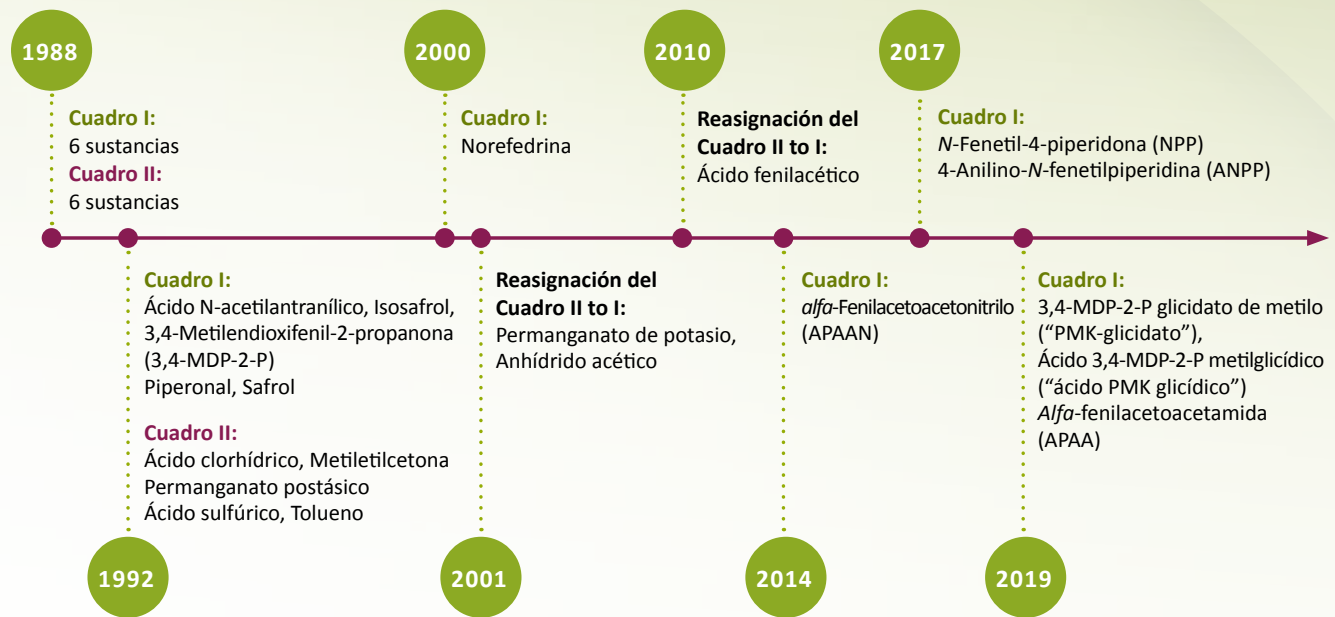 1988
Cuadro I:
6 sustancias
Cuadro II:
6 sustancias
2000
Cuadro I:
Norefedrina
2010
Reasignación del
Cuadro II to I:
Ácido fenilacético
2017
Cuadro I:
N-Fenetil-4-piperidona (NPP)
4-Anilino-N-fenetilpiperidina (ANPP)
Cuadro I:
Ácido N-acetilantranílico, Isosafrol,
3,4-Metilendioxifenil-2-propanona
(3,4-MDP-2-P)
Piperonal, Safrol
Cuadro II:
Ácido clorhídrico, Metiletilcetona
Permanganato postásico
Ácido sulfúrico, Tolueno
1992
Reasignación del
Cuadro II to I:
Permanganato de potasio,
Anhídrido acético
2001
Cuadro I:
alfa-Fenilacetoacetonitrilo
(APAAN)
2014
Cuadro I:
3,4-MDP-2-P glicidato de metilo
(“PMK-glicidato”),
Ácido 3,4-MDP-2-P metilglicídico
(“ácido PMK glicídico”)
Alfa-fenilacetoacetamida
(APAA)
2019